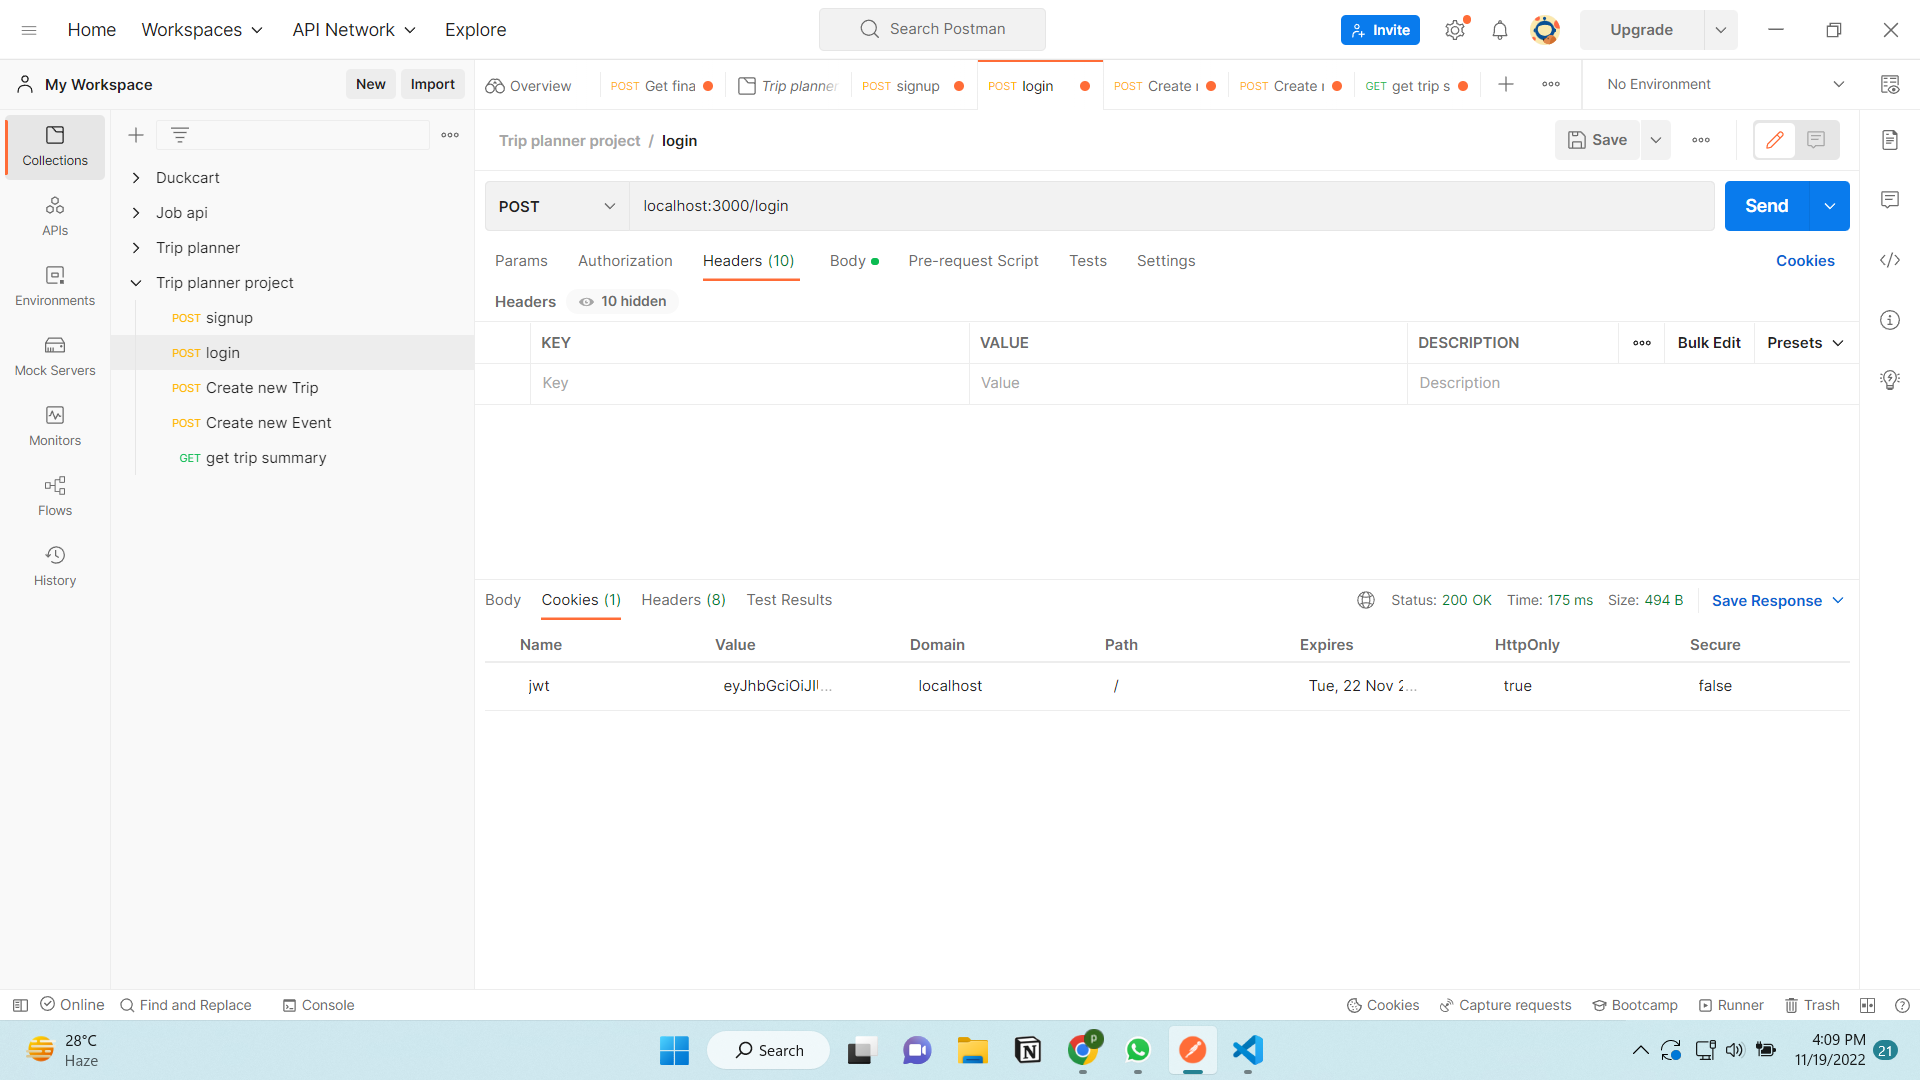 Home Workspaces API Network Explore Search Postman Invite Upgrade
My Workspace New Import Overview POST Get fina Trip planner POST signup POST login POST Create POST Create GET get trip s No Environment
Collections
APIs
Environments
Mock Servers
Monitors
Flows
History
Duckcart
Job api
Trip planner
Trip planner project
POST signup
POST login
POST Create new Trip
POST Create new Event
GET get trip summary
Trip planner project / login Save
POST localhost:3000/login Send
Params Authorization Headers (10) Body Pre-request Script Tests Settings Cookies
Headers 10 hidden
KEY VALUE DESCRIPTION Bulk Edit Presets
Key Value Description
Body Cookies (1) Headers (8) Test Results Status: 200 OK Time: 175 ms Size: 494 B Save Response
Name Value Domain Path Expires HttpOnly Secure
jwt eyJhbGciOiJI... localhost / Tue, 22 Nov 2... true false
Online Find and Replace Console Cookies Capture requests Bootcamp Runner Trash
28°C
Haze
Search
p
4:09 PM
11/19/2022
21